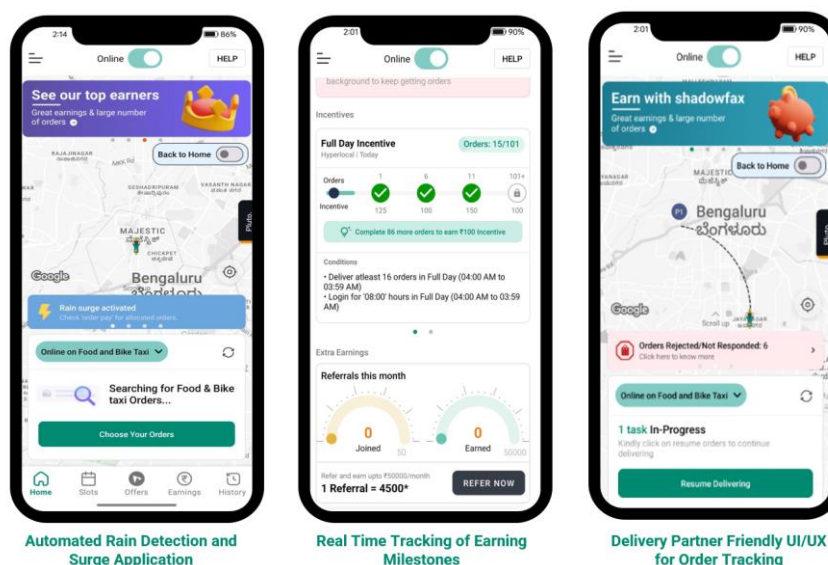 2:14
86%
Online
HELP
See our top earners
Great earnings & large number
of orders
Back to Home
RAJAJINAGAR
SESHADRIPURAM
VASANTH NAGAR
MAJESTIC
CHICKPET
Google
Bengaluru
Rain surge activated
Check 'order pay' for allocated orders
Online on Food and Bike Taxi
Searching for Food & Bike
taxi Orders...
Choose Your Orders
Home
Slots
Offers
Earnings
History
Automated Rain Detection and
Surge Application
2:01
90%
Online
HELP
background to keep getting orders
Incentives
Full Day Incentive
Orders: 15/101
Hyperlocal | Today
Orders
1
6
11
101+
Incentive
125
100
150
100
Complete 86 more orders to earn ₹100 Incentive
Conditions
• Deliver atleast 16 orders in Full Day (04:00 AM to
03:59 AM)
• Login for '08:00' hours in Full Day (04:00 AM to 03:59
AM)
Extra Earnings
Referrals this month
0
Joined
50
0
Earned
50000
Refer and earn upto ₹50000/month
1 Referral = 4500*
REFER NOW
Real Time Tracking of Earning
Milestones
2:01
90%
Online
HELP
Earn with shadowfax
Great earnings & large number
of orders
Back to Home
MAJESTIC
P1
Bengaluru
ಬೆಂಗಳೂರು
Google
Scroll up
Orders Rejected/Not Responded: 6
Click here to know more
Online on Food and Bike Taxi
1 task In-Progress
Kindly click on resume orders to continue
delivering
Resume Delivering
Delivery Partner Friendly UI/UX
for Order Tracking